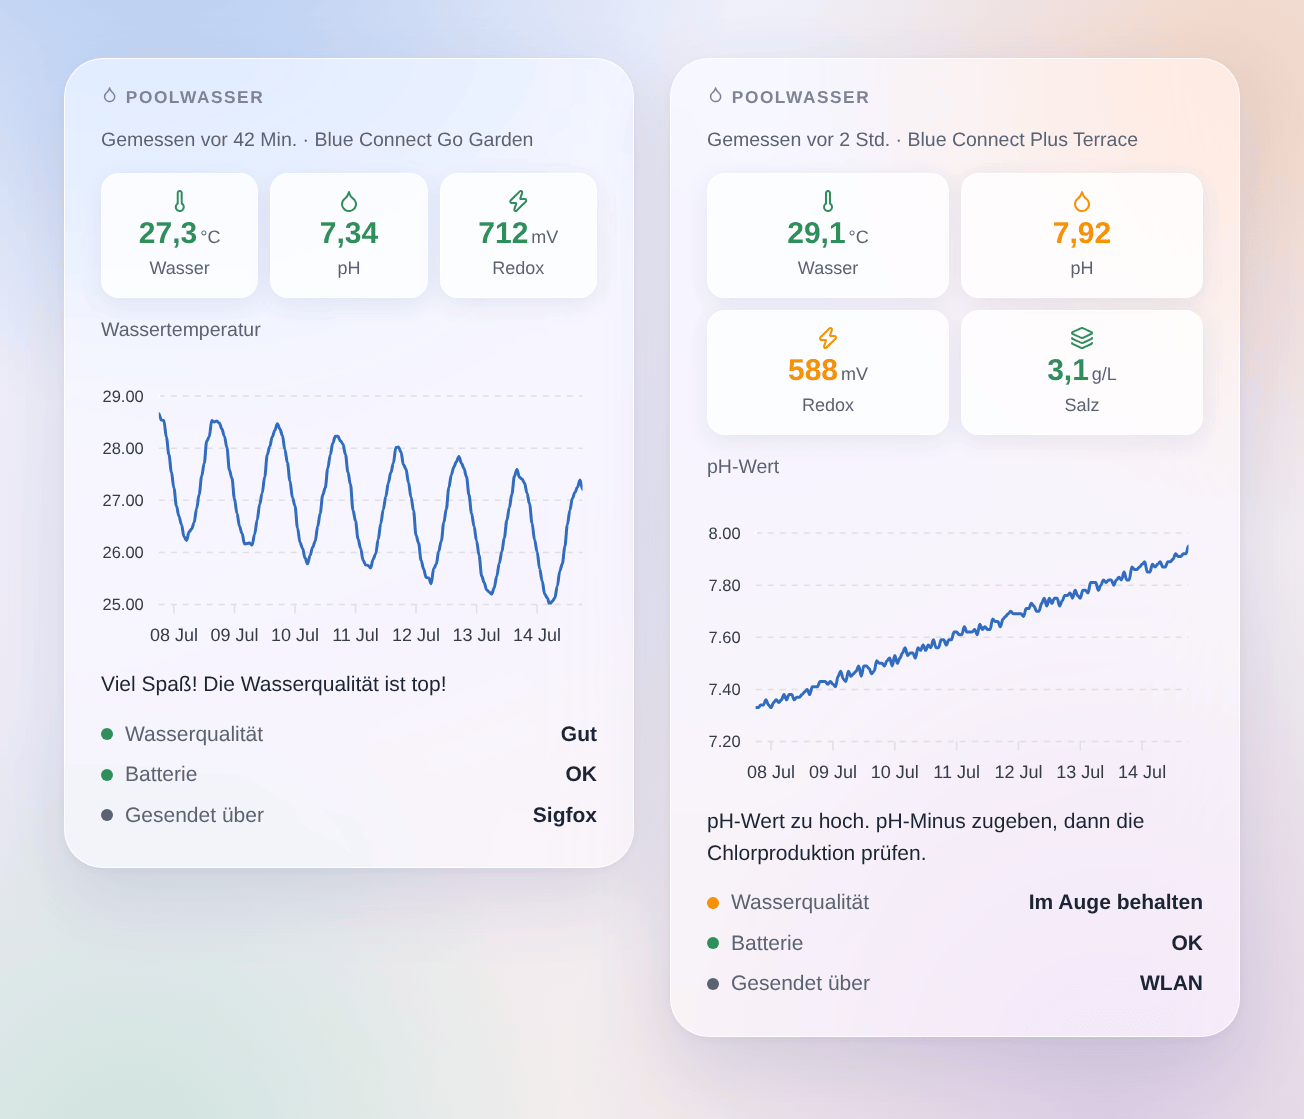 POOLWASSER
Gemessen vor 42 Min. · Blue Connect Go Garden
27,3 °C
Wasser
7,34
pH
712 mV
Redox
Wassertemperatur
29.00
28.00
27.00
26.00
25.00
08 Jul 09 Jul 10 Jul 11 Jul 12 Jul 13 Jul 14 Jul
Viel Spaß! Die Wasserqualität ist top!
Wasserqualität Gut
Batterie OK
Gesendet über Sigfox
POOLWASSER
Gemessen vor 2 Std. · Blue Connect Plus Terrace
29,1 °C
Wasser
7,92
pH
588 mV
Redox
3,1 g/L
Salz
pH-Wert
8.00
7.80
7.60
7.40
7.20
08 Jul 09 Jul 10 Jul 11 Jul 12 Jul 13 Jul 14 Jul
pH-Wert zu hoch. pH-Minus zugeben, dann die
Chlorproduktion prüfen.
Wasserqualität Im Auge behalten
Batterie OK
Gesendet über WLAN